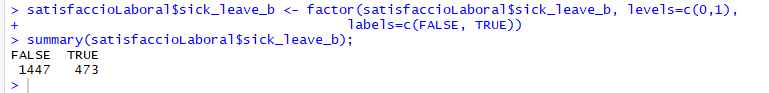 > satisfaccioLaboral$sick_leave_b <- factor(satisfaccioLaboral$sick_leave_b, levels=c(0,1),
+                                           labels=c(FALSE, TRUE))
> summary(satisfaccioLaboral$sick_leave_b);
FALSE  TRUE
 1447   473
>